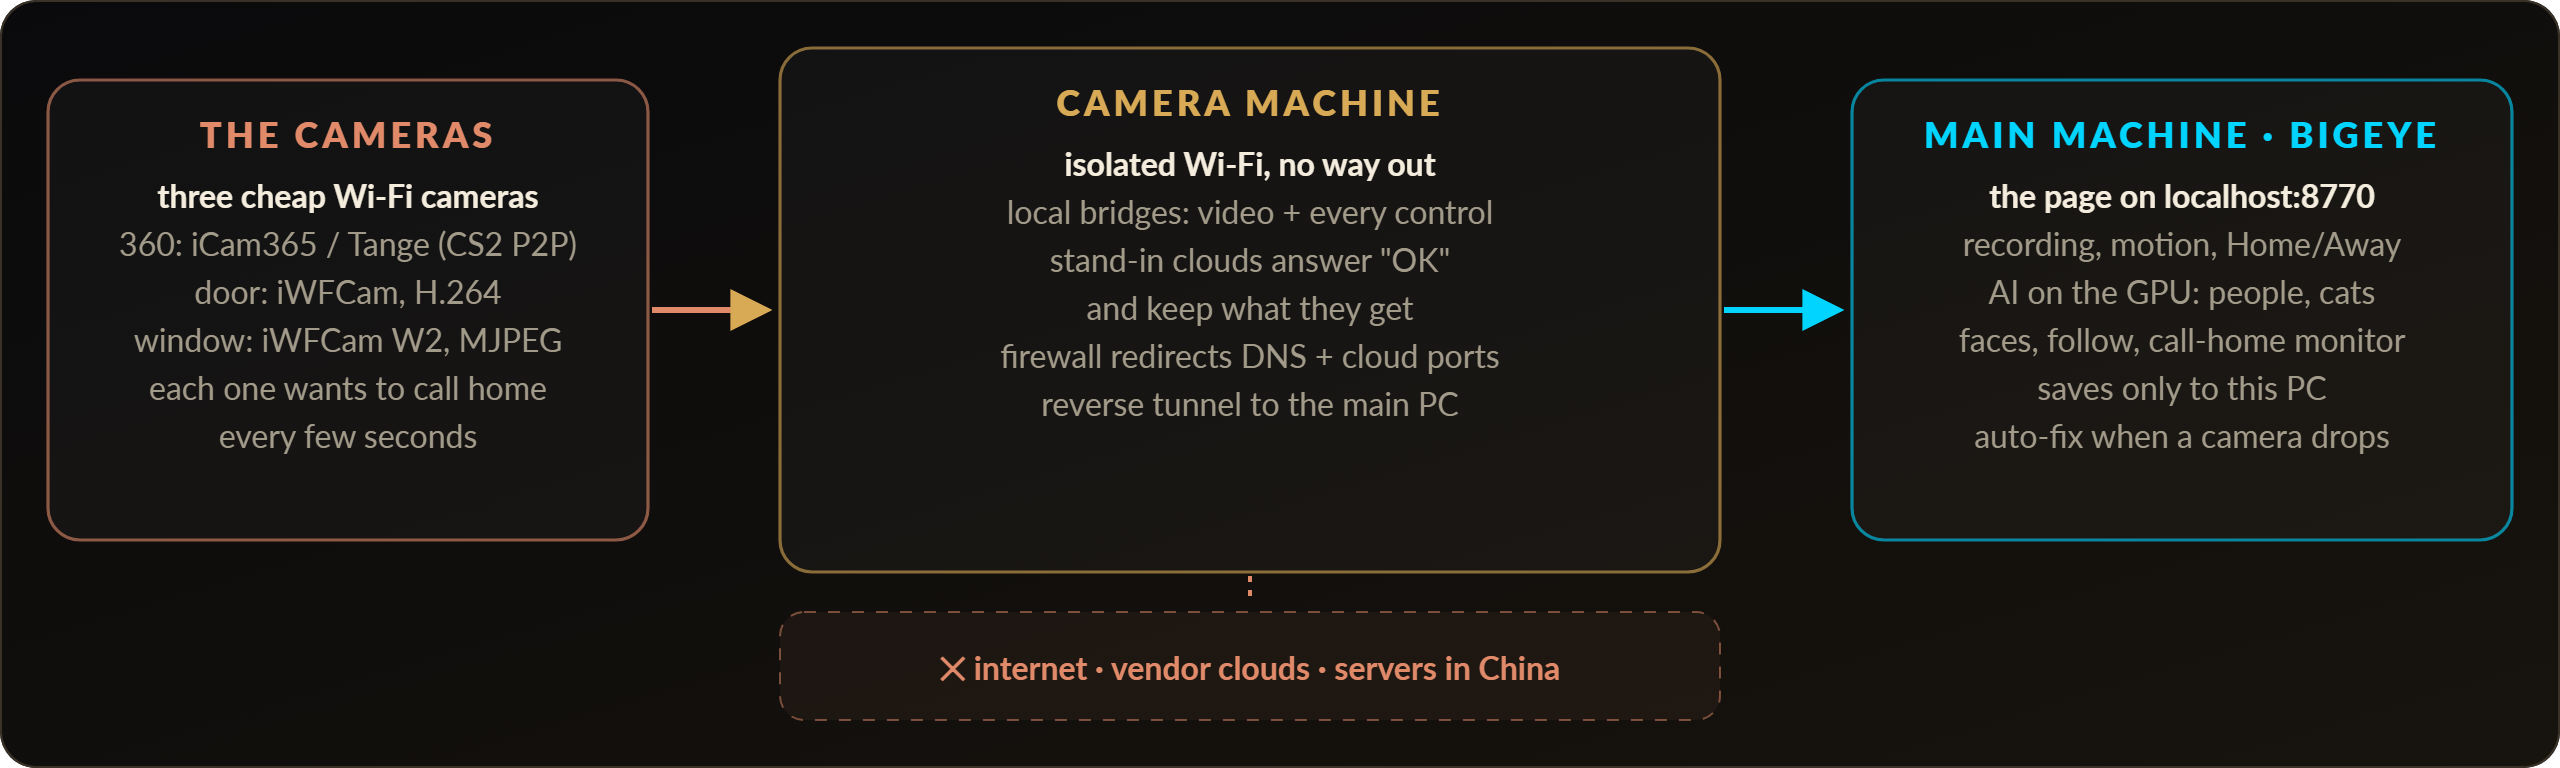 THE CAMERAS
three cheap Wi-Fi cameras
360: iCam365 / Tange (CS2 P2P)
door: iWFCam, H.264
window: iWFCam W2, MJPEG
each one wants to call home
every few seconds
CAMERA MACHINE
isolated Wi-Fi, no way out
local bridges: video + every control
stand-in clouds answer "OK"
and keep what they get
firewall redirects DNS + cloud ports
reverse tunnel to the main PC
MAIN MACHINE · BIGEYE
the page on localhost:8770
recording, motion, Home/Away
AI on the GPU: people, cats
faces, follow, call-home monitor
saves only to this PC
auto-fix when a camera drops
✕ internet · vendor clouds · servers in China